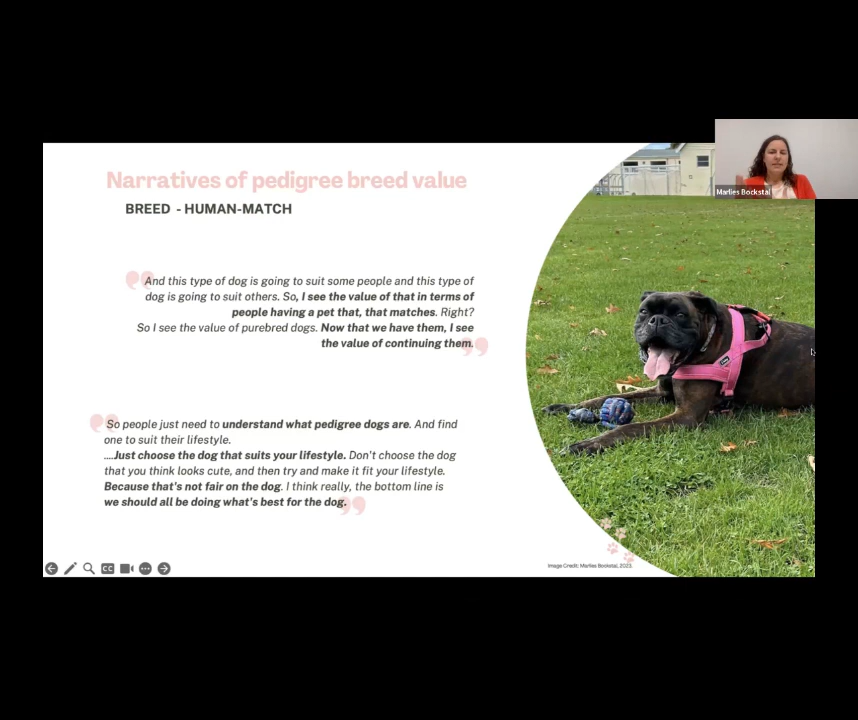 Narratives of pedigree breed value
BREED - HUMAN-MATCH
And this type of dog is going to suit some people and this type of
dog is going to suit others. So, I see the value of that in terms of
people having a pet that, that matches. Right?
So I see the value of purebred dogs. Now that we have them, I see
the value of continuing them.
So people just need to understand what pedigree dogs are. And find
one to suit their lifestyle.
....Just choose the dog that suits your lifestyle. Don't choose the dog
that you think looks cute, and then try and make it fit your lifestyle.
Because that's not fair on the dog. I think really, the bottom line is
we should all be doing what's best for the dog.
Image Credit: Marlies Bockstal, 2023.
CC
Marlies Bockstal